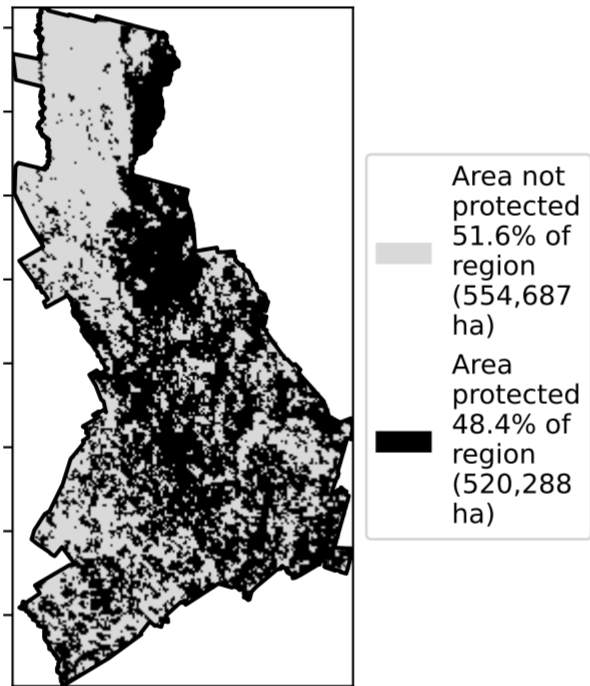 Area not
protected
51.6% of
region
(554,687
ha)
Area
protected
48.4% of
region
(520,288
ha)